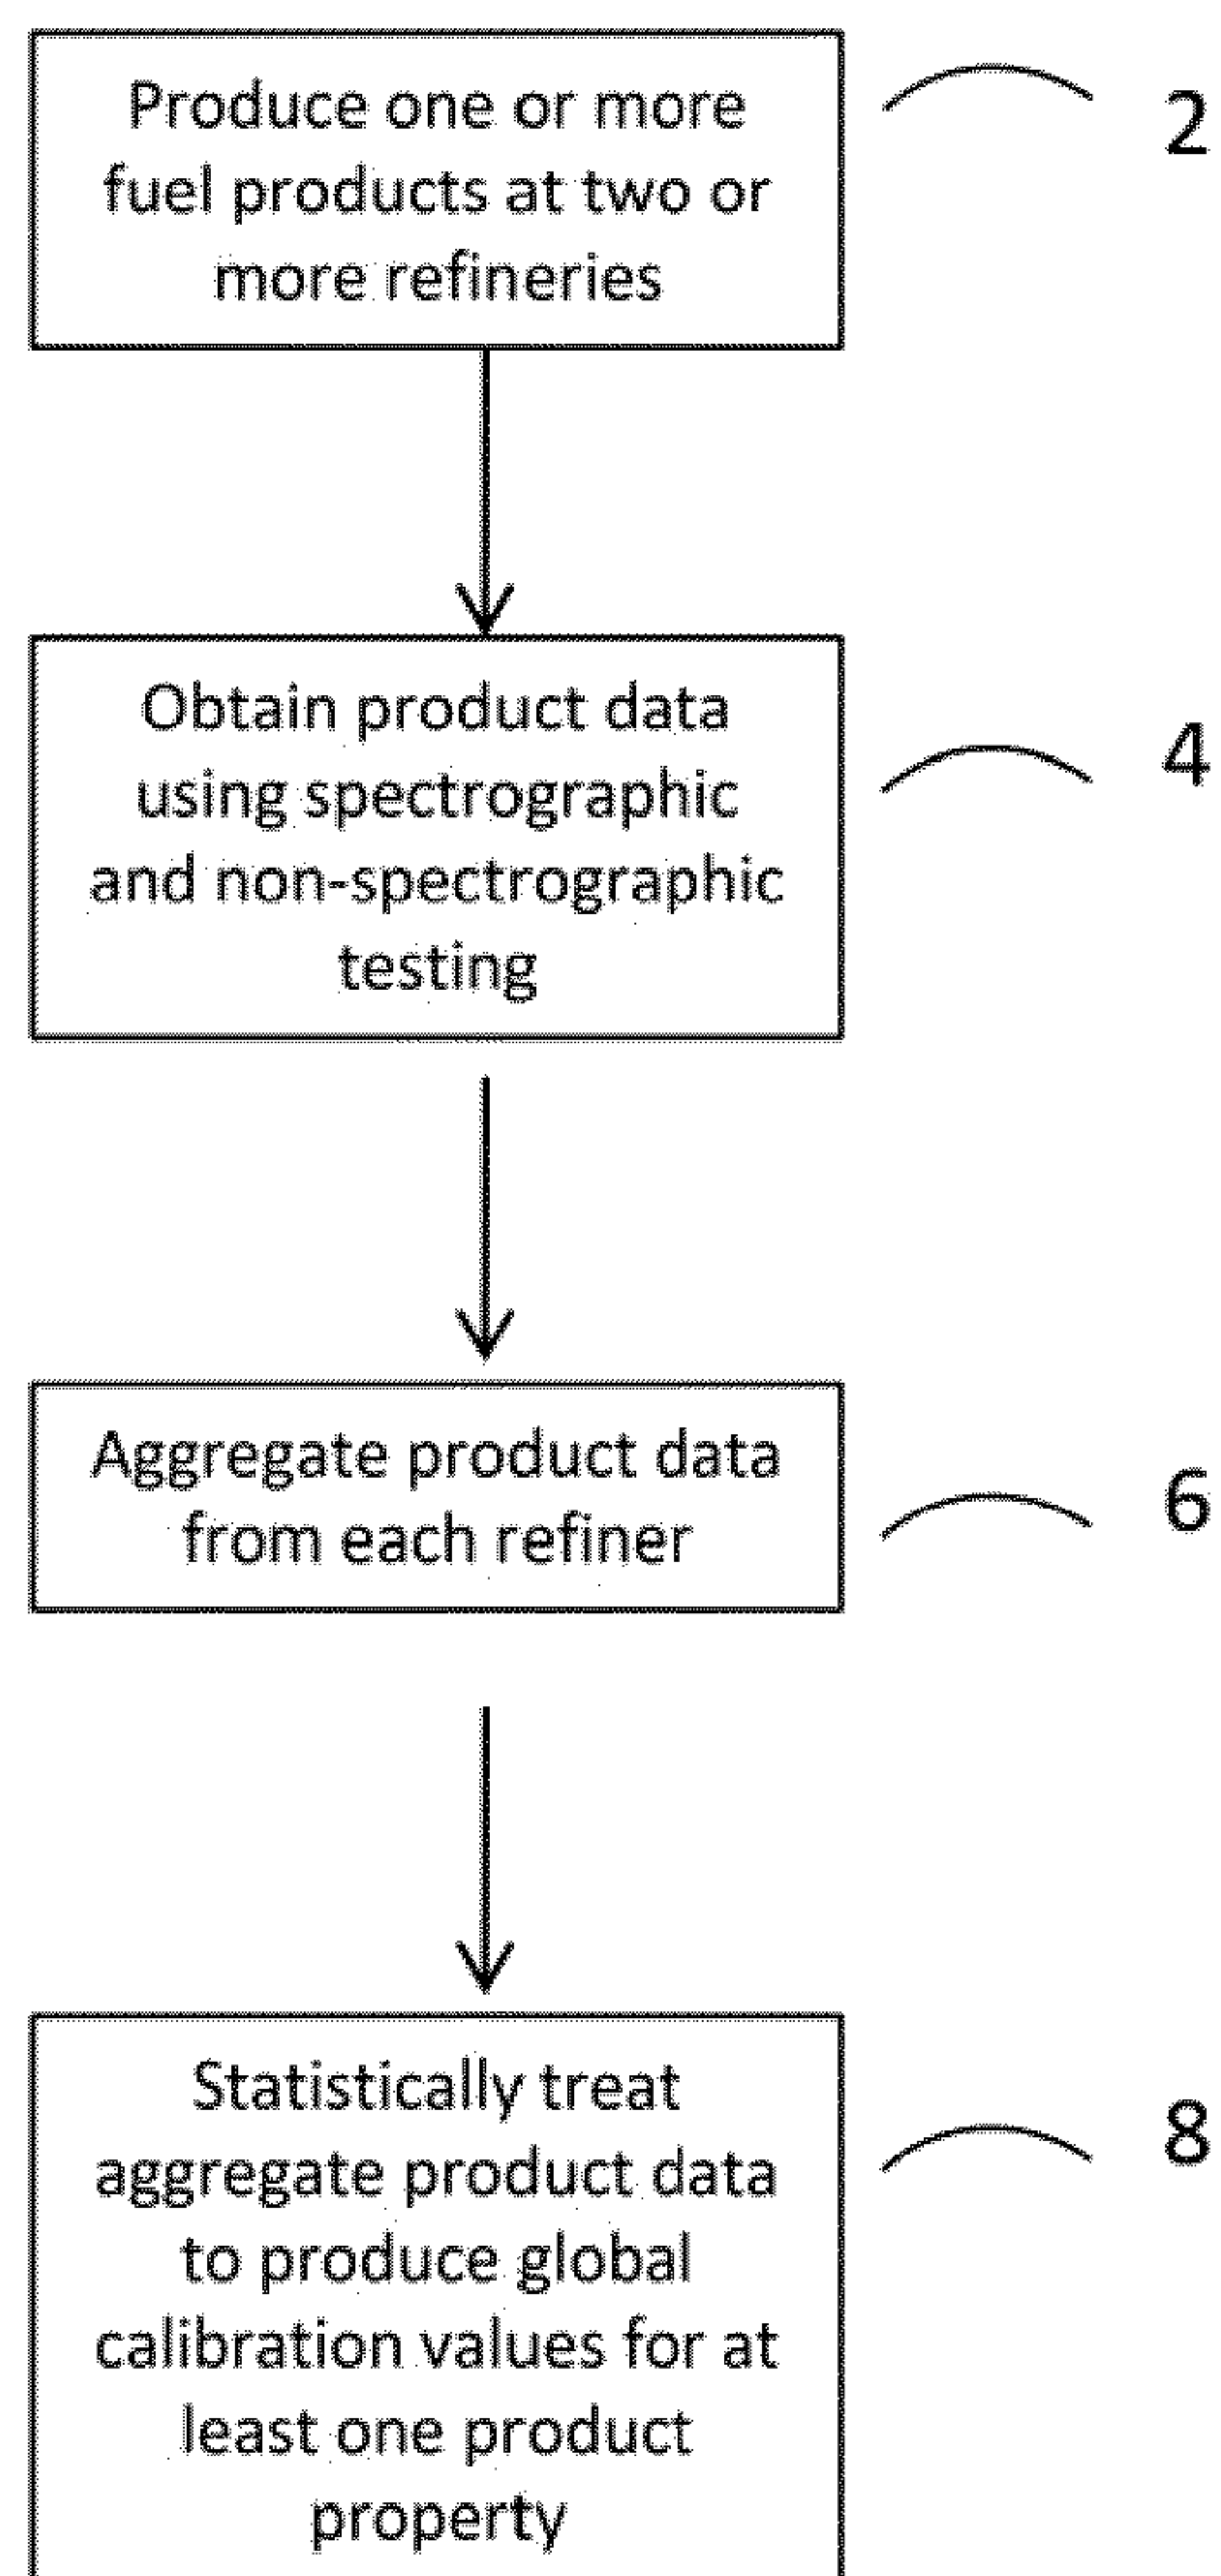 Produce one or more
fuel products at two or
more refineries
2
Obtain product data
using spectrographic
and non-spectrographic
testing
4
Aggregate product data
from each refiner
6
Statistically treat
aggregate product data
to produce global
calibration values for at
least one product
property
8